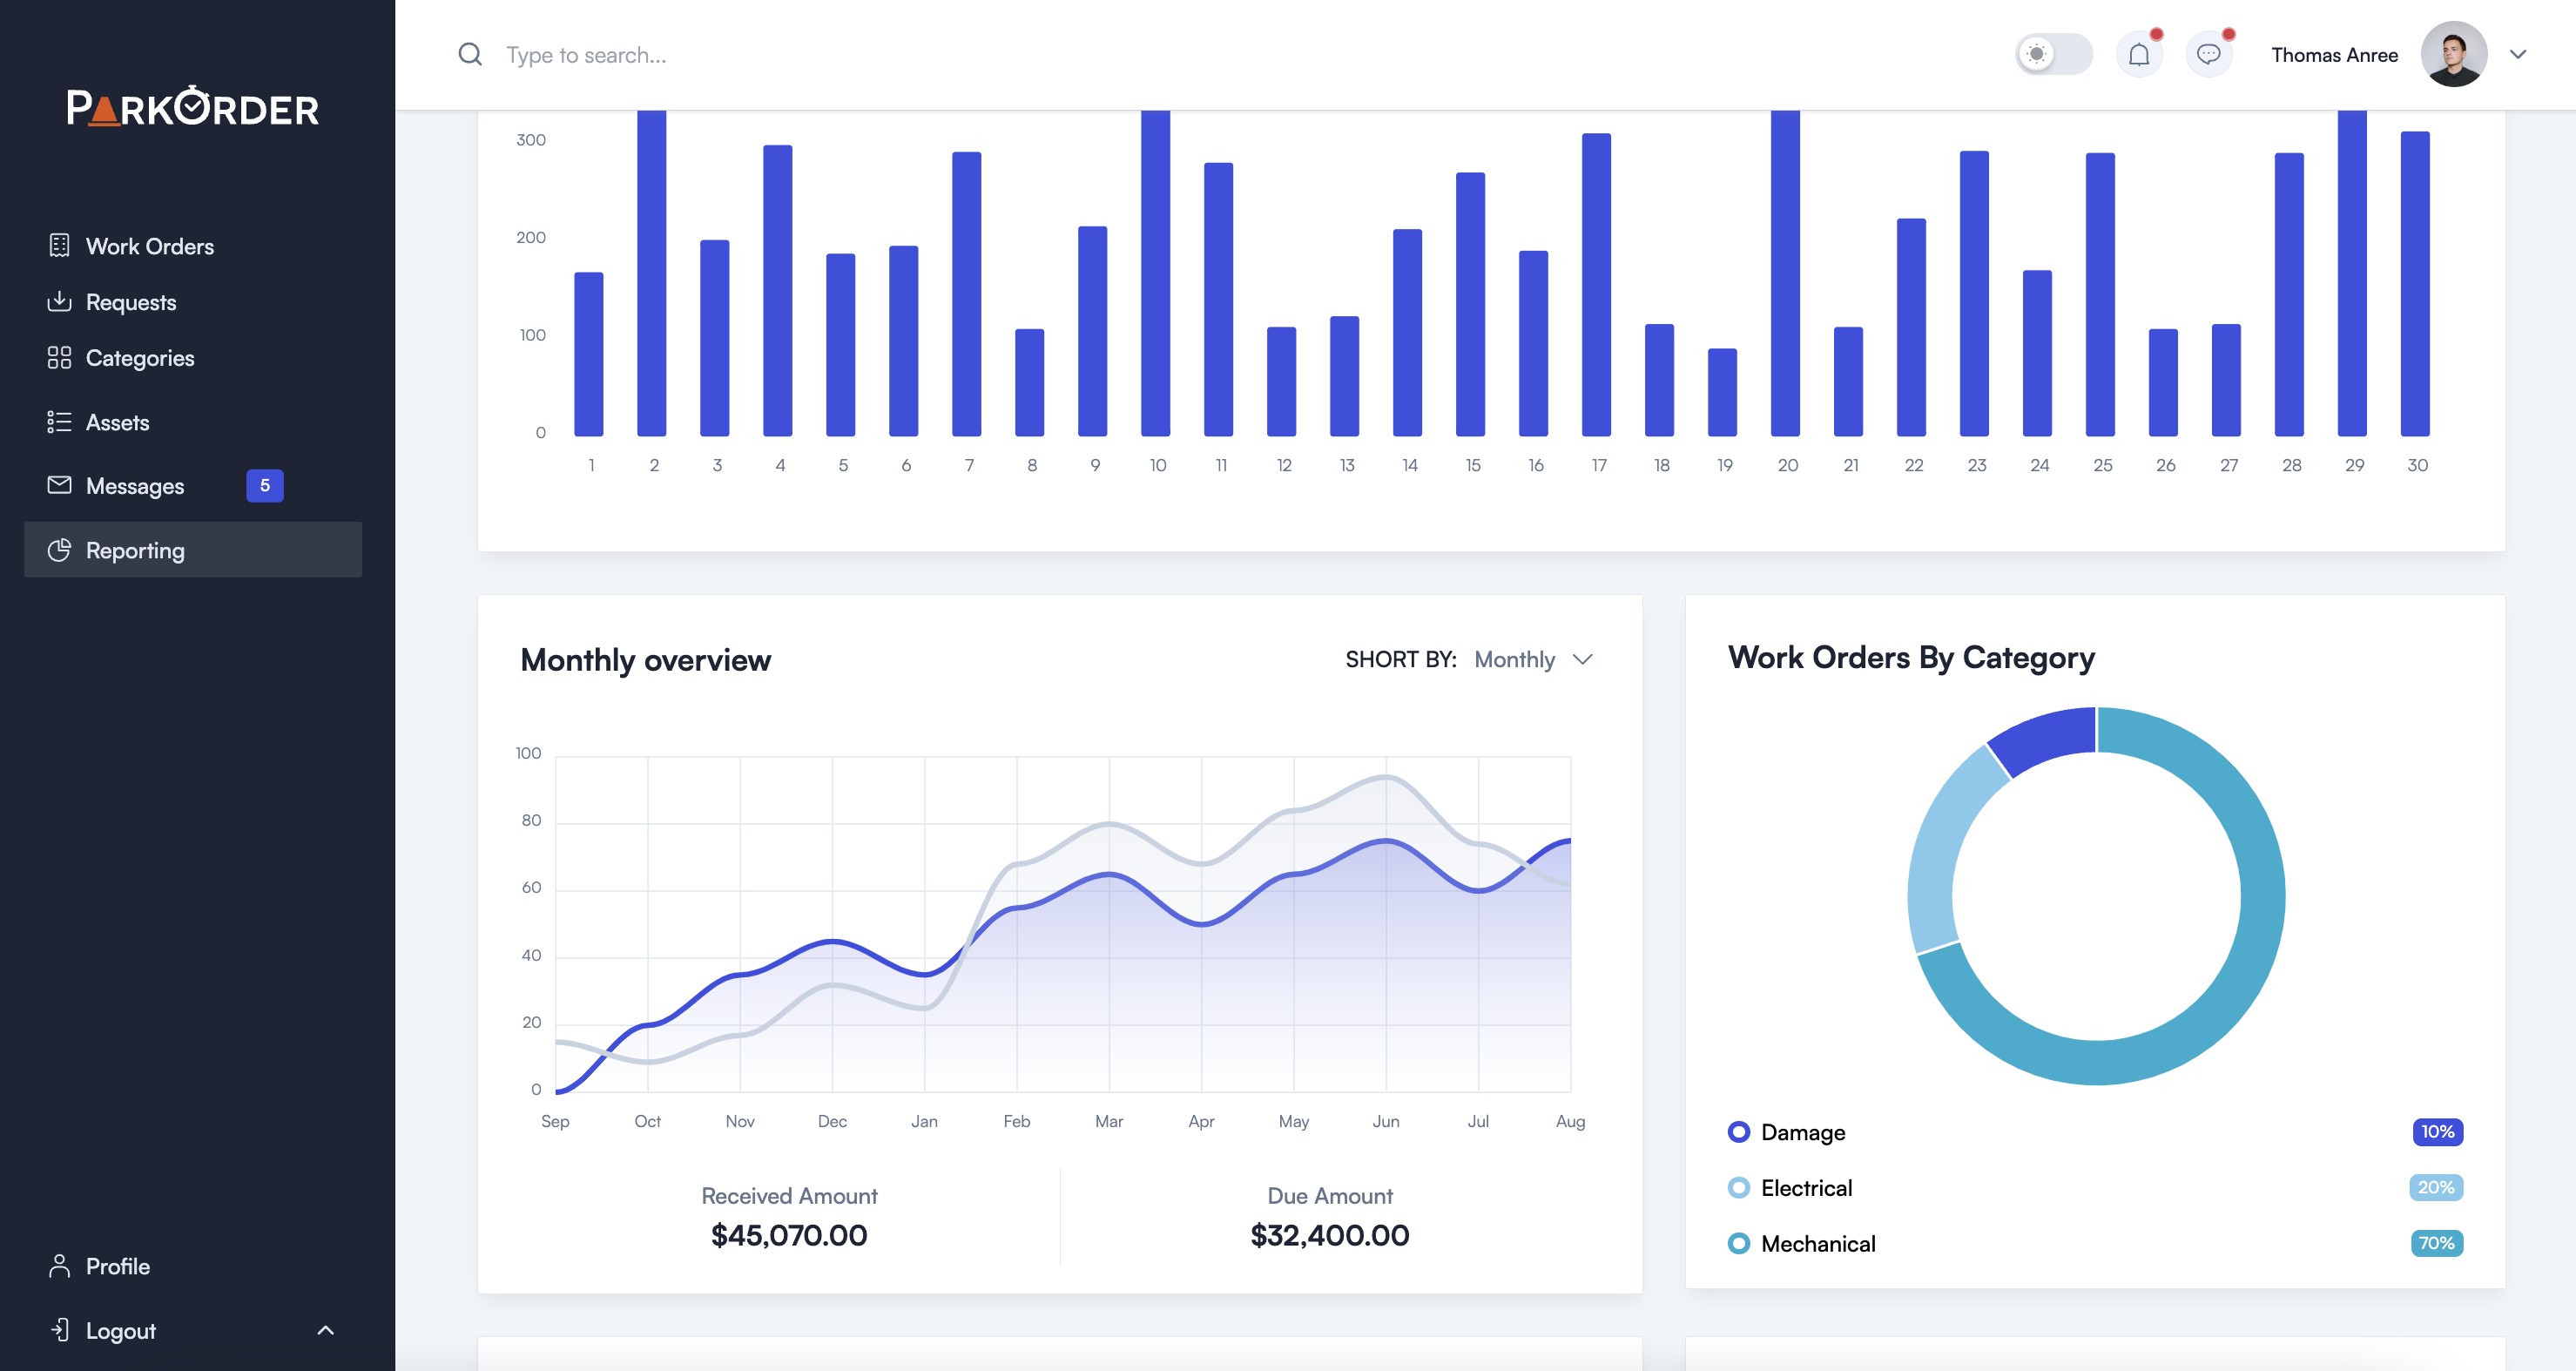 PARKORDER
Type to search...
Thomas Anree
Work Orders
Requests
Categories
Assets
Messages 5
Reporting
Profile
Logout
300
200
100
0
1 2 3 4 5 6 7 8 9 10 11 12 13 14 15 16 17 18 19 20 21 22 23 24 25 26 27 28 29 30
Monthly overview
SHORT BY: Monthly
100
80
60
40
20
0
Sep Oct Nov Dec Jan Feb Mar Apr May Jun Jul Aug
Received Amount
$45,070.00
Due Amount
$32,400.00
Work Orders By Category
Damage 10%
Electrical 20%
Mechanical 70%